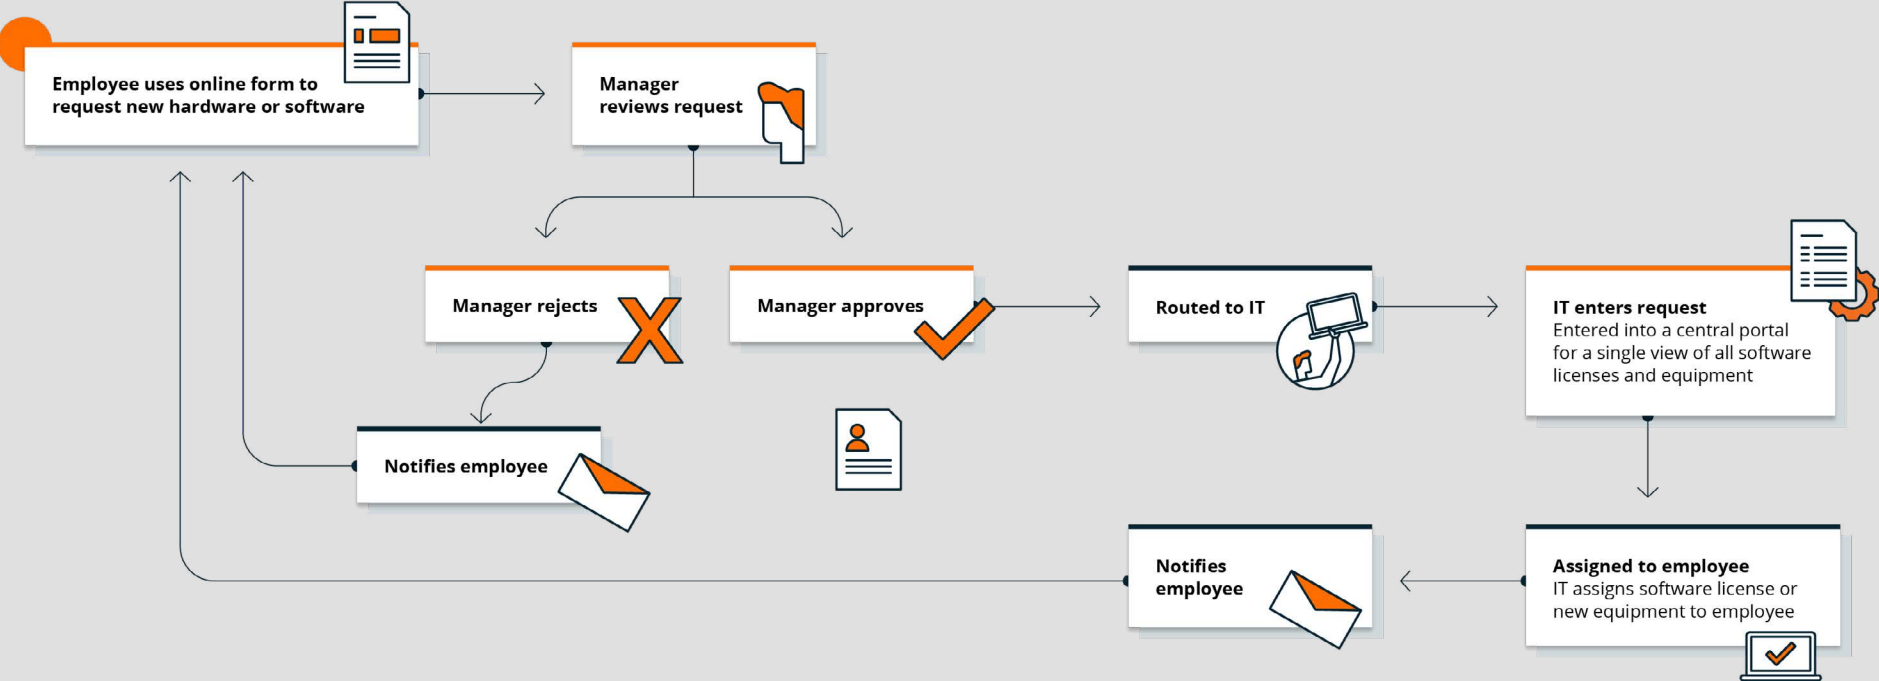 Employee uses online form to
request new hardware or software
Manager
reviews request
Manager rejects
Manager approves
Routed to IT
IT enters request
Entered into a central portal
for a single view of all software
licenses and equipment
Notifies employee
Notifies
employee
Assigned to employee
IT assigns software license or
new equipment to employee